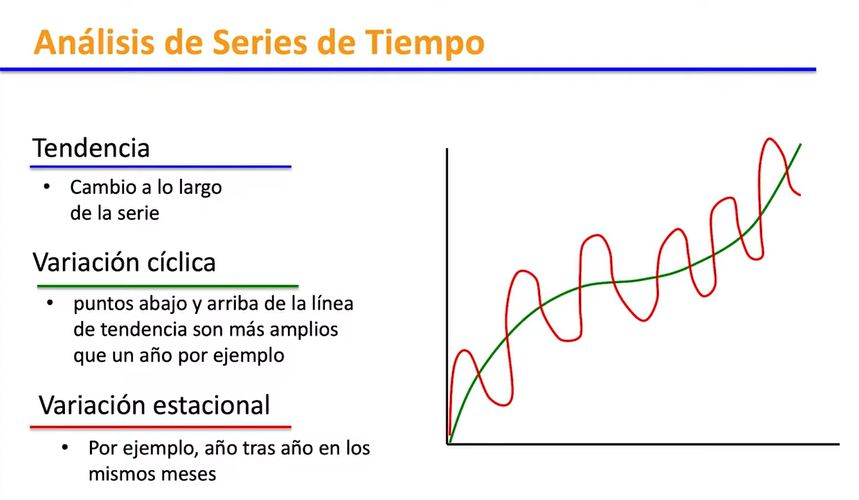 Análisis de Series de Tiempo
Tendencia
• Cambio a lo largo
de la serie
Variación cíclica
• puntos abajo y arriba de la línea
de tendencia son más amplios
que un año por ejemplo
Variación estacional
• Por ejemplo, año tras año en los
mismos meses